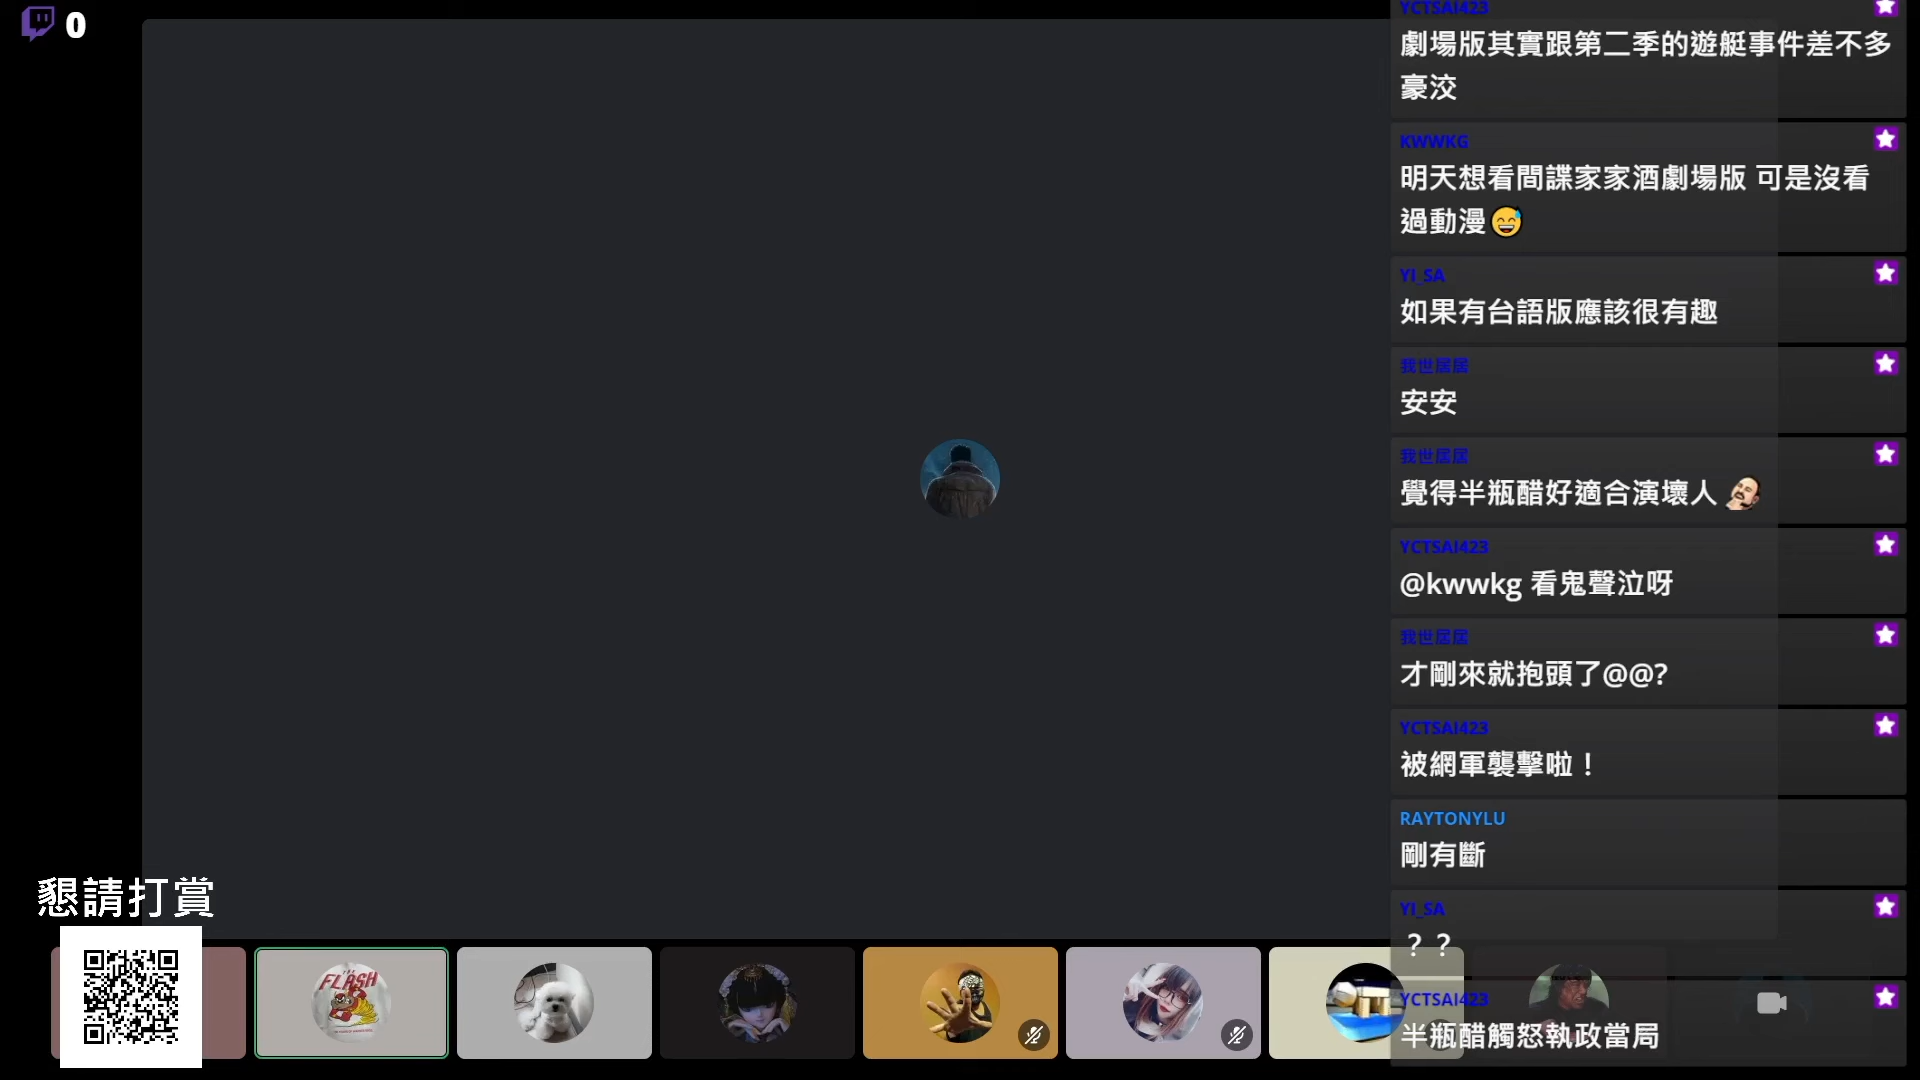 0
YCTSAI423
劇場版其實跟第二季的遊艇事件差不多
豪洨
KWWKG
明天想看間諜家家酒劇場版 可是沒看
過動漫😅
YI_SA
如果有台語版應該很有趣
我世居居
安安
我世居居
覺得半瓶醋好適合演壞人
YCTSAI423
@kwwkg 看鬼聲泣呀
我世居居
才剛來就抱頭了@@?
YCTSAI423
被網軍襲擊啦！
RAYTONYLU
剛有斷
YI_SA
？？
YCTSAI423
半瓶醋觸怒執政當局
懇請打賞
FLASH